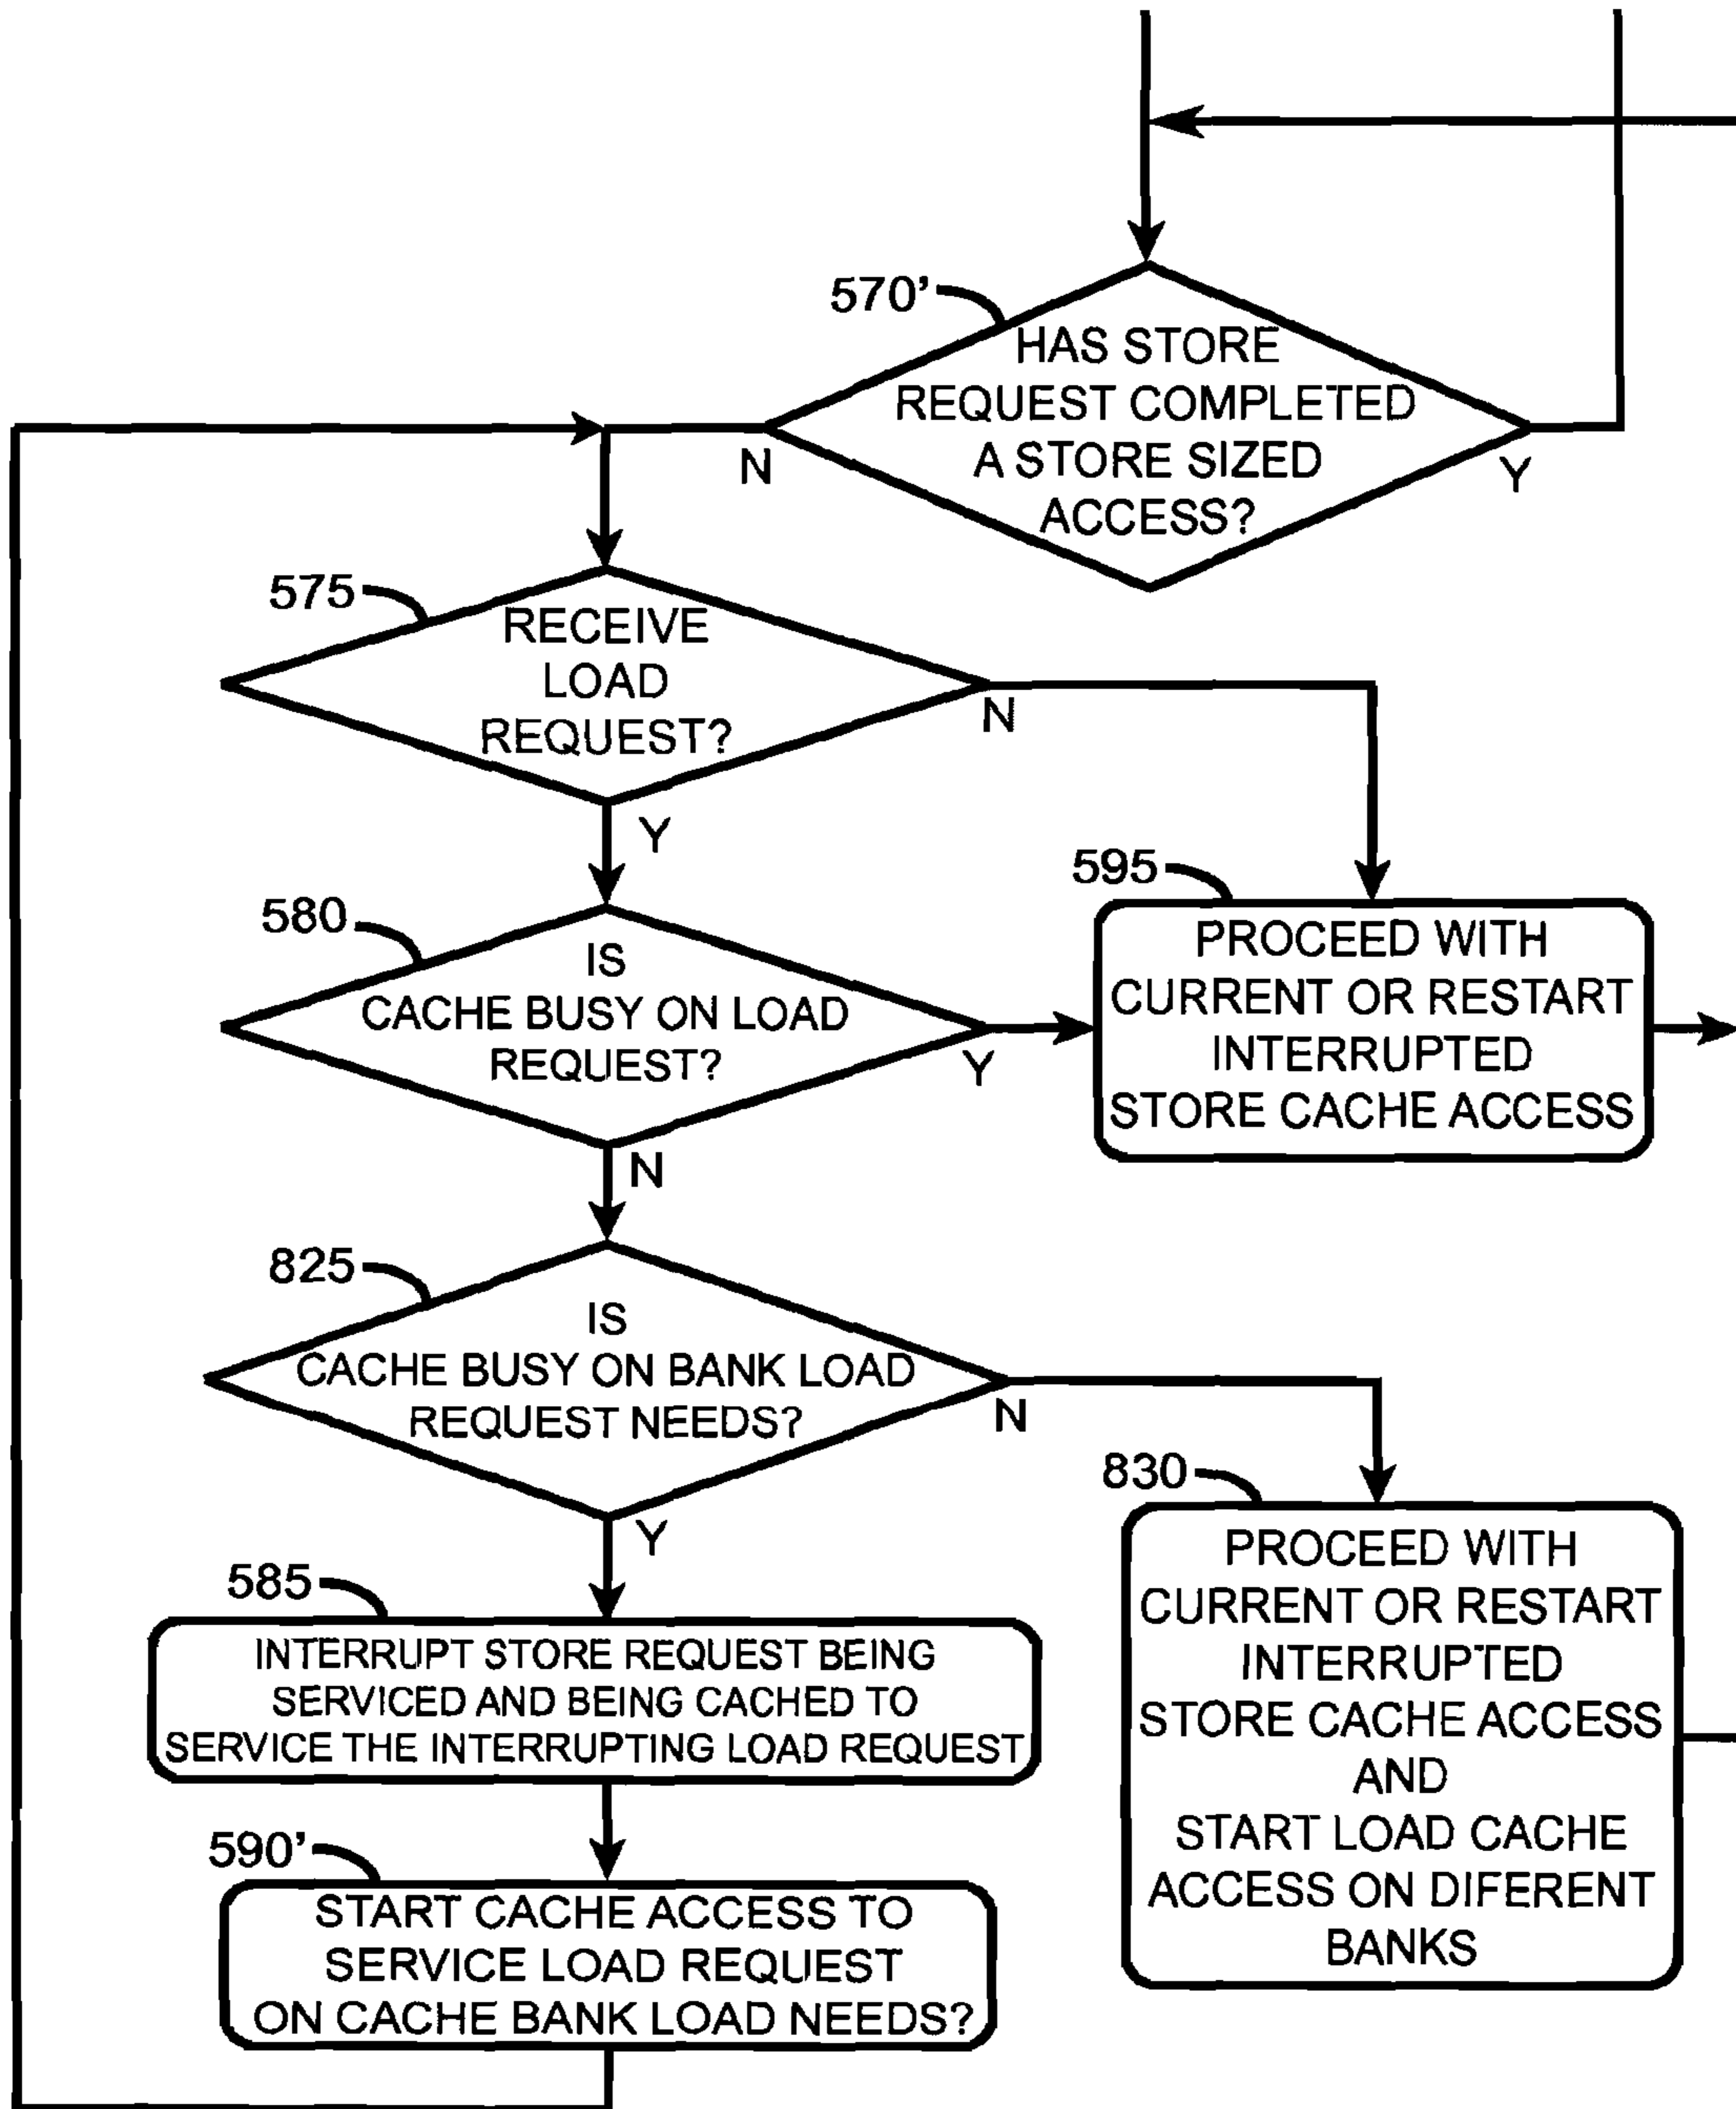 570'
HAS STORE
REQUEST COMPLETED
A STORE SIZED
ACCESS?
N
Y
575
RECEIVE
LOAD
REQUEST?
N
Y
595
PROCEED WITH
CURRENT OR RESTART
INTERRUPTED
STORE CACHE ACCESS
580
IS
CACHE BUSY ON LOAD
REQUEST?
Y
N
825
IS
CACHE BUSY ON BANK LOAD
REQUEST NEEDS?
N
Y
830
PROCEED WITH
CURRENT OR RESTART
INTERRUPTED
STORE CACHE ACCESS
AND
START LOAD CACHE
ACCESS ON DIFERENT
BANKS
585
INTERRUPT STORE REQUEST BEING
SERVICED AND BEING CACHED TO
SERVICE THE INTERRUPTING LOAD REQUEST
590'
START CACHE ACCESS TO
SERVICE LOAD REQUEST
ON CACHE BANK LOAD NEEDS?